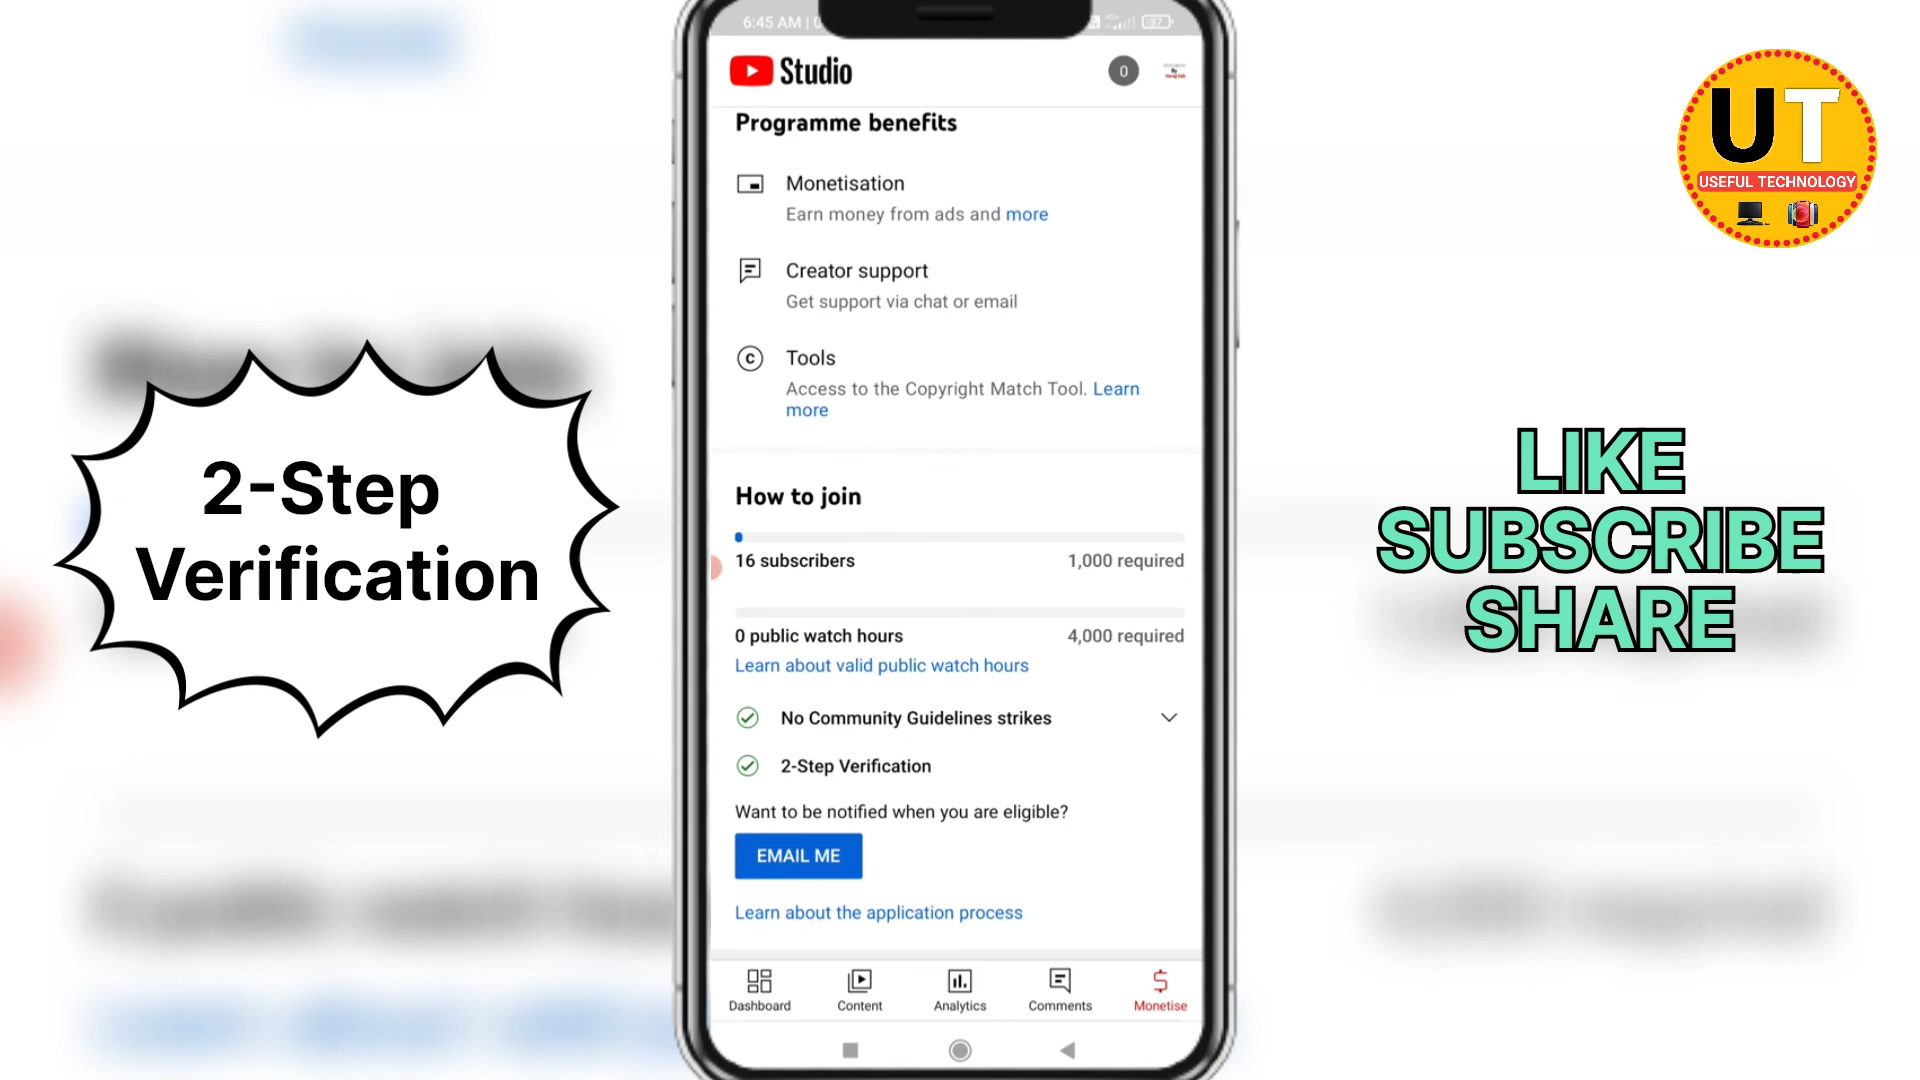 6:45 AM
37
Studio
0
Programme benefits
Monetisation
Earn money from ads and more
Creator support
Get support via chat or email
Tools
Access to the Copyright Match Tool. Learn
more
How to join
16 subscribers
1,000 required
0 public watch hours
4,000 required
Learn about valid public watch hours
No Community Guidelines strikes
2-Step Verification
Want to be notified when you are eligible?
EMAIL ME
Learn about the application process
Dashboard
Content
Analytics
Comments
Monetise
2-Step
Verification
UT
USEFUL TECHNOLOGY
LIKE
SUBSCRIBE
SHARE